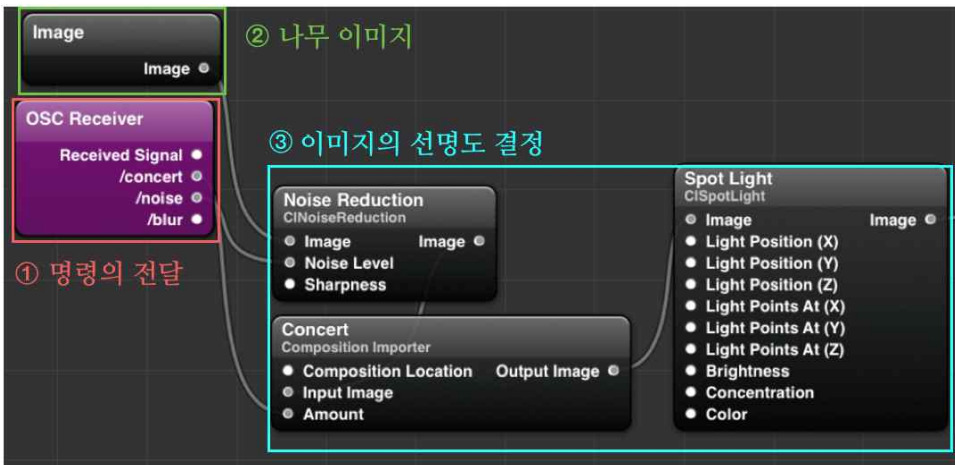 Image
Image
② 나무 이미지
OSC Receiver
Received Signal
/concert
/noise
/blur
① 명령의 전달
③ 이미지의 선명도 결정
Noise Reduction
CINoiseReduction
Image Image
Noise Level
Sharpness
Concert
Composition Importer
Composition Location Output Image
Input Image
Amount
Spot Light
CISpotLight
Image Image
Light Position (X)
Light Position (Y)
Light Position (Z)
Light Points At (X)
Light Points At (Y)
Light Points At (Z)
Brightness
Concentration
Color